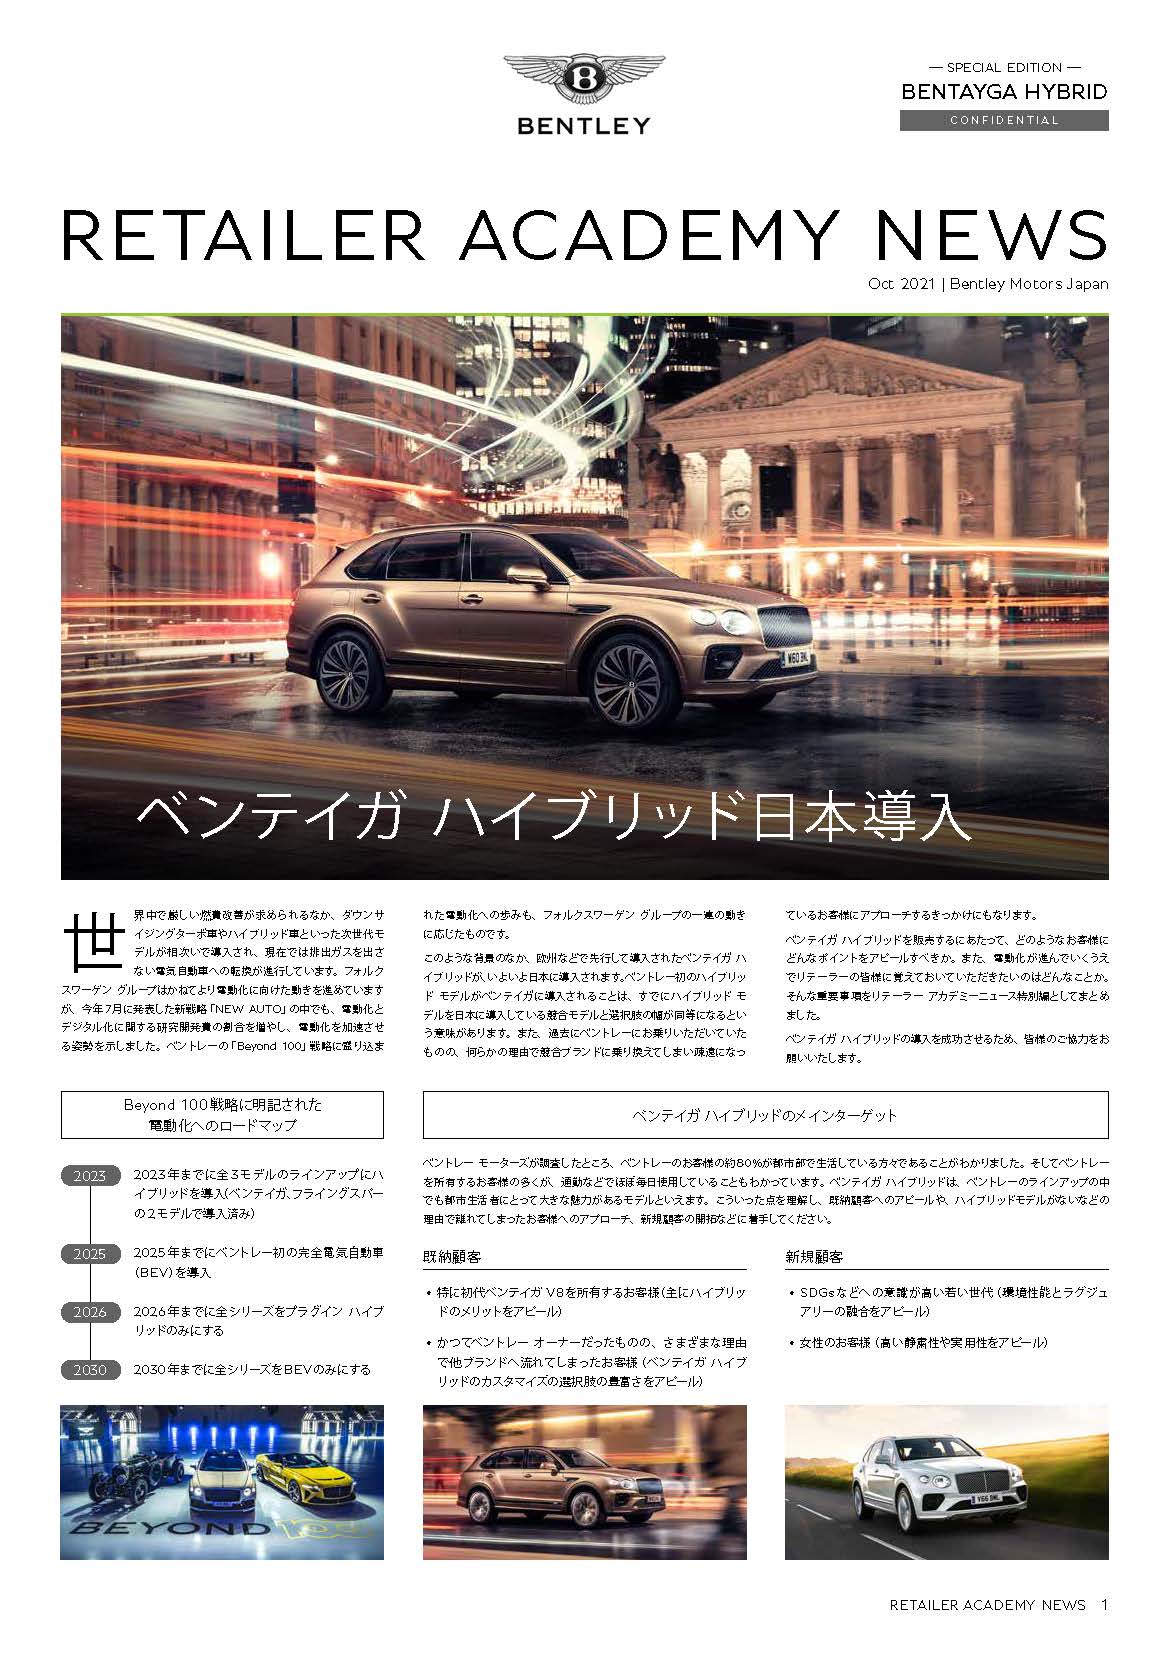 BENTLEY
— SPECIAL EDITION —
BENTAYGA HYBRID
CONFIDENTIAL
RETAILER ACADEMY NEWS
Oct 2021 | Bentley Motors Japan
W60 BML
ベンテイガ ハイブリッド日本導入
世界中で厳しい燃費改善が求められるなか、ダウンサ
イジングターボ車やハイブリッド車といった次世代モ
デルが相次いで導入され、現在では排出ガスを出さ
ない電気自動車への転換が進行しています。フォルク
スワーゲン グループはかねてより電動化に向けた動きを進めています
が、今年7月に発表した新戦略「NEW AUTO」の中でも、電動化と
デジタル化に関する研究開発費の割合を増やし、電動化を加速させ
る姿勢を示しました。ベントレーの「Beyond 100」戦略に盛り込ま
れた電動化への歩みも、フォルクスワーゲン グループの一連の動き
に応じたものです。
このような背景のなか、欧州などで先行して導入されたベンテイガ ハ
イブリッドが、いよいよ日本に導入されます。ベントレー初のハイブリッ
ド モデルがベンテイガに導入されることは、すでにハイブリッド モ
デルを日本に導入している競合モデルと選択肢の幅が同等になるとい
う意味があります。また、過去にベントレーにお乗りいただいていた
ものの、何らかの理由で競合ブランドに乗り換えてしまい疎遠になっ
ているお客様にアプローチするきっかけにもなります。
ベンテイガ ハイブリッドを販売するにあたって、どのようなお客様に
どんなポイントをアピールすべきか。また、電動化が進んでいくうえ
でリテーラーの皆様に覚えておいていただきたいのはどんなことか。
そんな重要事項をリテーラー アカデミーニュース特別編としてまとめ
ました。
ベンテイガ ハイブリッドの導入を成功させるため、皆様のご協力をお
願いいたします。
Beyond 100戦略に明記された
電動化へのロードマップ
2023
2023年までに全3モデルのラインアップにハ
イブリッドを導入（ベンテイガ、フライングスパー
の2モデルで導入済み）
2025
2025年までにベントレー初の完全電気自動車
（BEV）を導入
2026
2026年までに全シリーズをプラグイン ハイブ
リッドのみにする
2030
2030年までに全シリーズをBEVのみにする
BEYOND 100
ベンテイガ ハイブリッドのメインターゲット
ベントレー モーターズが調査したところ、ベントレーのお客様の約80%が都市部で生活している方々であることがわかりました。そしてベントレー
を所有するお客様の多くが、通勤などでほぼ毎日使用していることもわかっています。ベンテイガ ハイブリッドは、ベントレーのラインアップの中
でも都市生活者にとって大きな魅力があるモデルといえます。こういった点を理解し、既納顧客へのアピールや、ハイブリッドモデルがないなどの
理由で離れてしまったお客様へのアプローチ、新規顧客の開拓などに着手してください。
既納顧客
• 特に初代ベンテイガ V8を所有するお客様（主にハイブリッ
ドのメリットをアピール）
• かつてベントレー オーナーだったものの、さまざまな理由
で他ブランドへ流れてしまったお客様（ベンテイガ ハイブ
リッドのカスタマイズの選択肢の豊富さをアピール）
新規顧客
• SDGsなどへの意識が高い若い世代（環境性能とラグジュ
アリーの融合をアピール）
• 女性のお客様（高い静粛性や実用性をアピール）
V66 BML
RETAILER ACADEMY NEWS 1